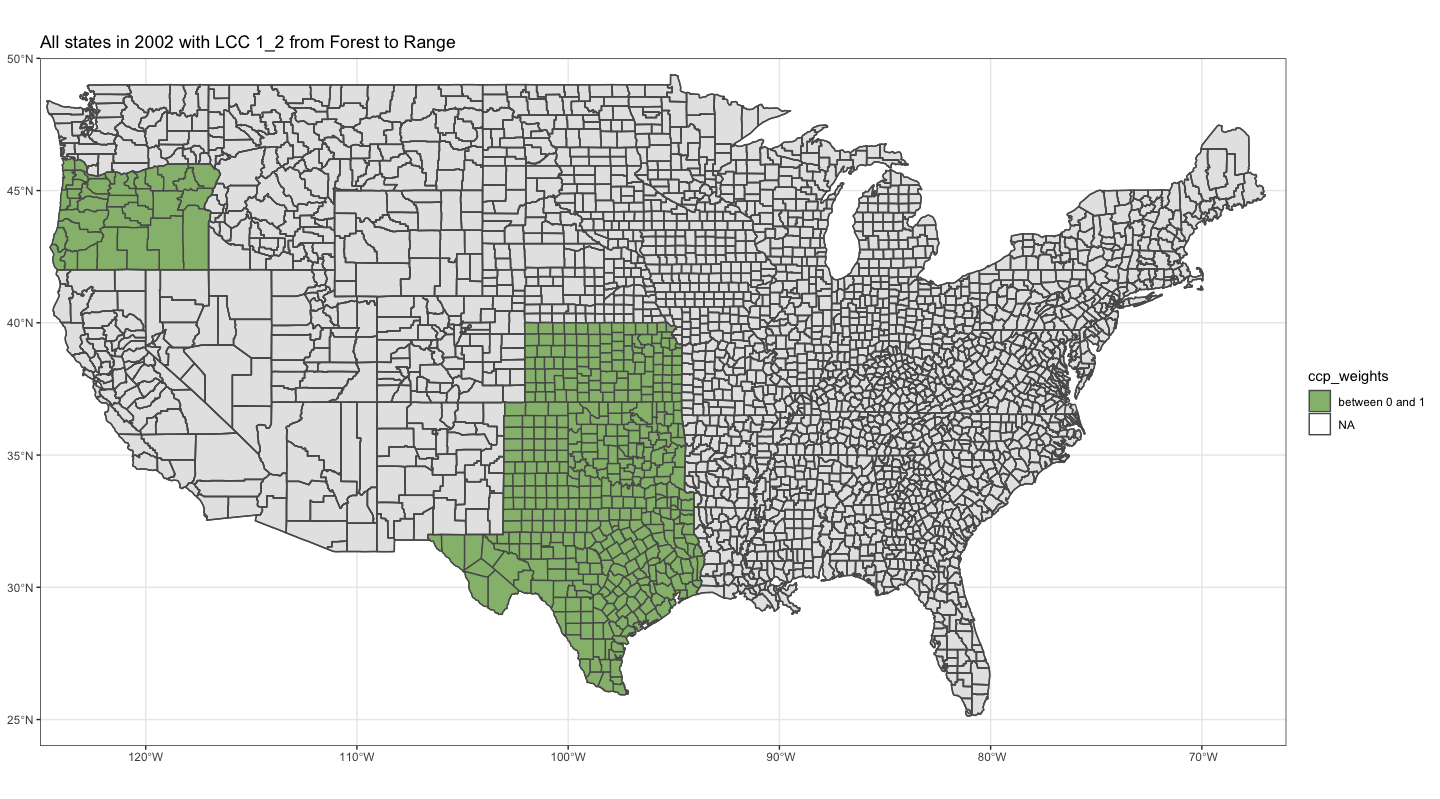 All states in 2002 with LCC 1_2 from Forest to Range
50°N
45°N
40°N
35°N
30°N
25°N
120°W
110°W
100°W
90°W
80°W
70°W
ccp_weights
between 0 and 1
NA